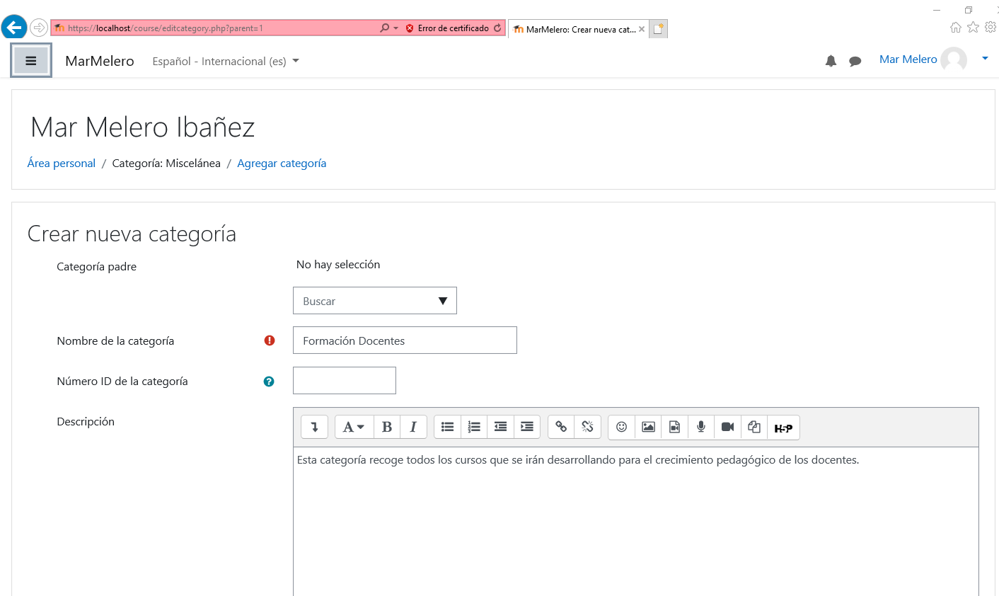 https://localhost/course/editcategory.php?parent=1
Error de certificado
MarMelero: Crear nueva cat...
MarMelero
Español - Internacional (es)
Mar Melero
Mar Melero Ibañez
Área personal / Categoría: Miscelánea / Agregar categoría
Crear nueva categoría
Categoría padre
No hay selección
Buscar
Nombre de la categoría
Formación Docentes
Número ID de la categoría
Descripción
A B I
H5P
Esta categoría recoge todos los cursos que se irán desarrollando para el crecimiento pedagógico de los docentes.